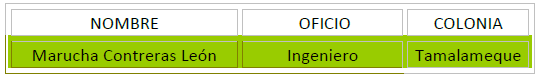 NOMBRE OFICIO COLONIA
Marucha Contreras León Ingeniero Tamalameque